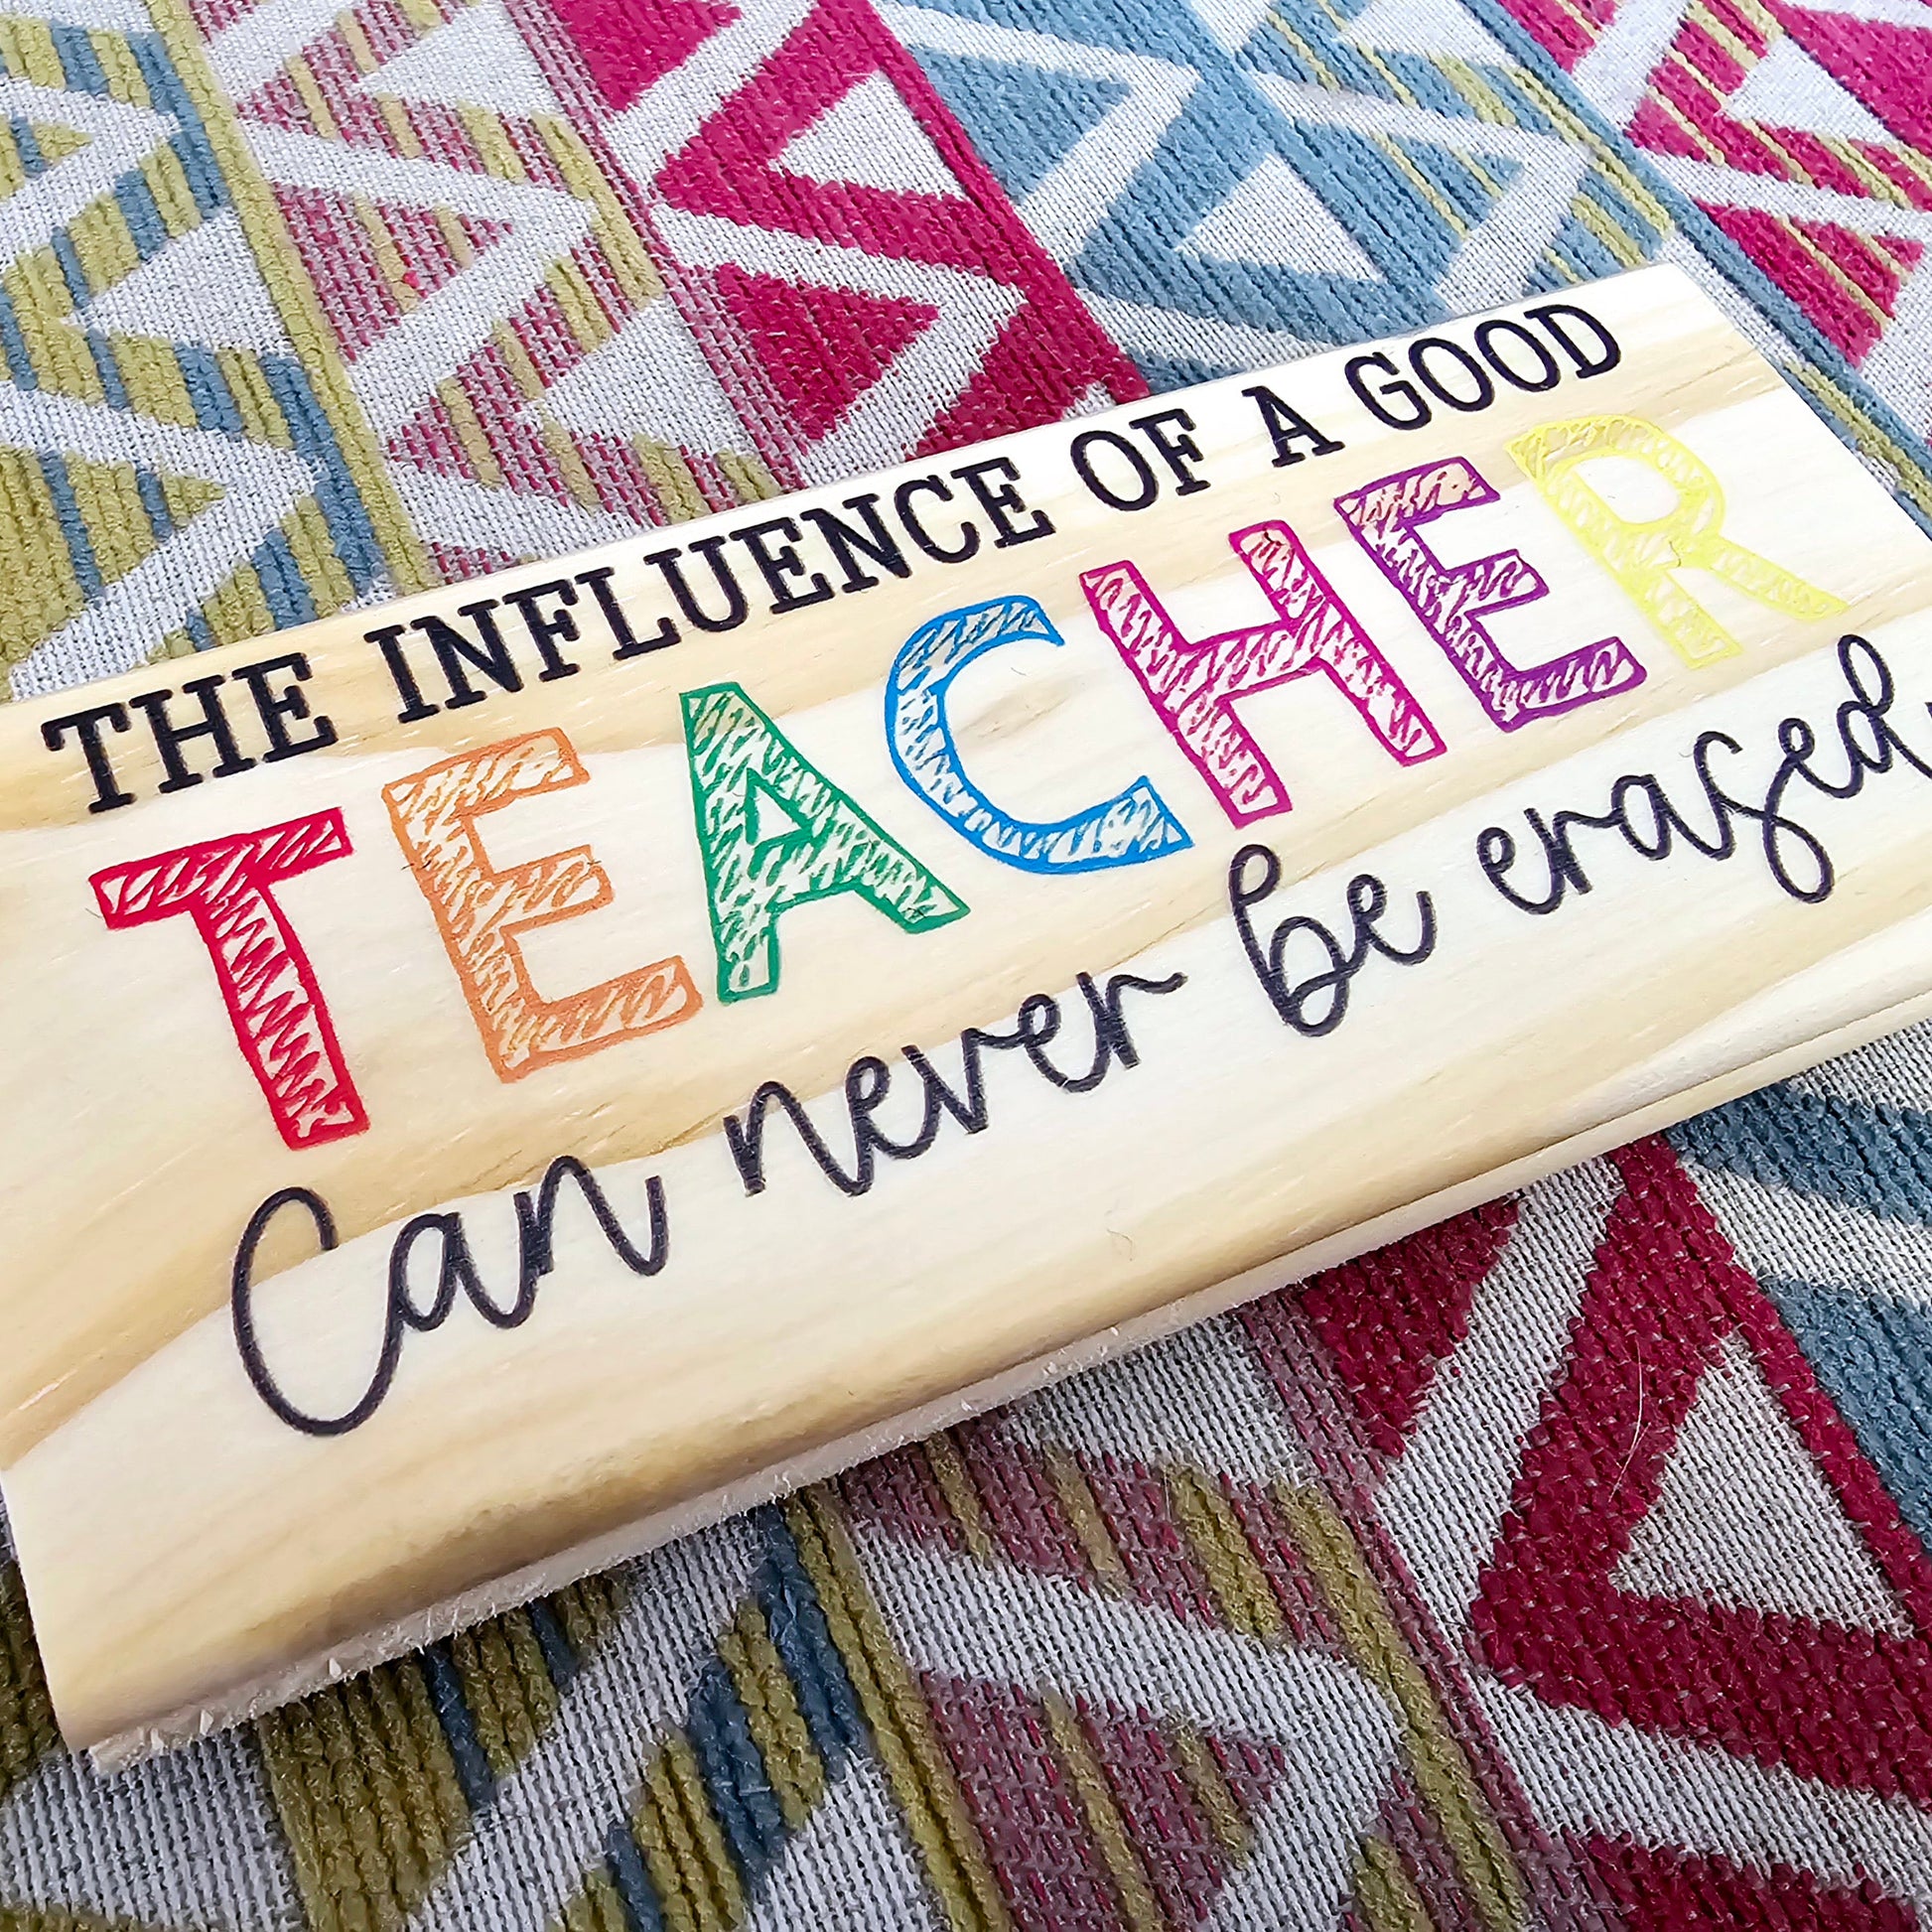 THE INFLUENCE OF A GOOD
TEACHER
Can never be erased.